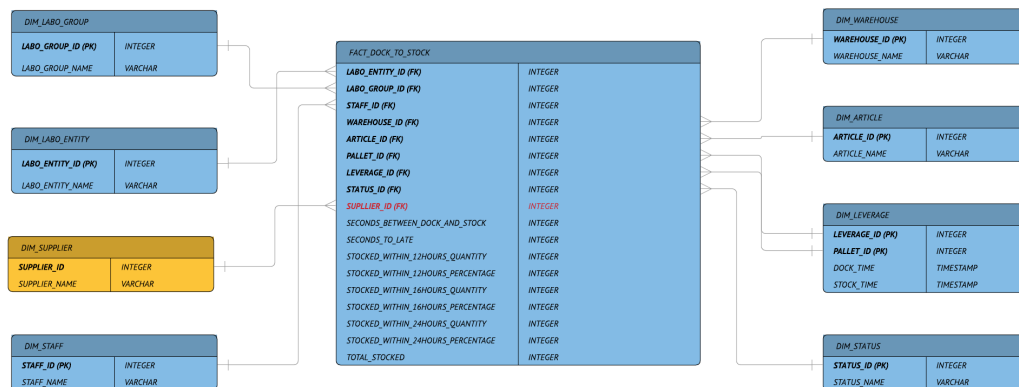 DIM_LABO_GROUP
LABO_GROUP_ID (PK) INTEGER
LABO_GROUP_NAME VARCHAR
DIM_LABO_ENTITY
LABO_ENTITY_ID (PK) INTEGER
LABO_ENTITY_NAME VARCHAR
DIM_SUPPLIER
SUPPLIER_ID INTEGER
SUPPLIER_NAME VARCHAR
DIM_STAFF
STAFF_ID (PK) INTEGER
STAFF_NAME VARCHAR
FACT_DOCK_TO_STOCK
LABO_ENTITY_ID (FK) INTEGER
LABO_GROUP_ID (FK) INTEGER
STAFF_ID (FK) INTEGER
WAREHOUSE_ID (FK) INTEGER
ARTICLE_ID (FK) INTEGER
PALLET_ID (FK) INTEGER
LEVERAGE_ID (FK) INTEGER
STATUS_ID (FK) INTEGER
SUPLLIER_ID (FK) INTEGER
SECONDS_BETWEEN_DOCK_AND_STOCK INTEGER
SECONDS_TO_LATE INTEGER
STOCKED_WITHIN_12HOURS_QUANTITY INTEGER
STOCKED_WITHIN_12HOURS_PERCENTAGE INTEGER
STOCKED_WITHIN_16HOURS_QUANTITY INTEGER
STOCKED_WITHIN_16HOURS_PERCENTAGE INTEGER
STOCKED_WITHIN_24HOURS_QUANTITY INTEGER
STOCKED_WITHIN_24HOURS_PERCENTAGE INTEGER
TOTAL_STOCKED INTEGER
DIM_WAREHOUSE
WAREHOUSE_ID (PK) INTEGER
WAREHOUSE_NAME VARCHAR
DIM_ARTICLE
ARTICLE_ID (PK) INTEGER
ARTICLE_NAME VARCHAR
DIM_LEVERAGE
LEVERAGE_ID (PK) INTEGER
PALLET_ID (PK) INTEGER
DOCK_TIME TIMESTAMP
STOCK_TIME TIMESTAMP
DIM_STATUS
STATUS_ID (PK) INTEGER
STATUS_NAME VARCHAR